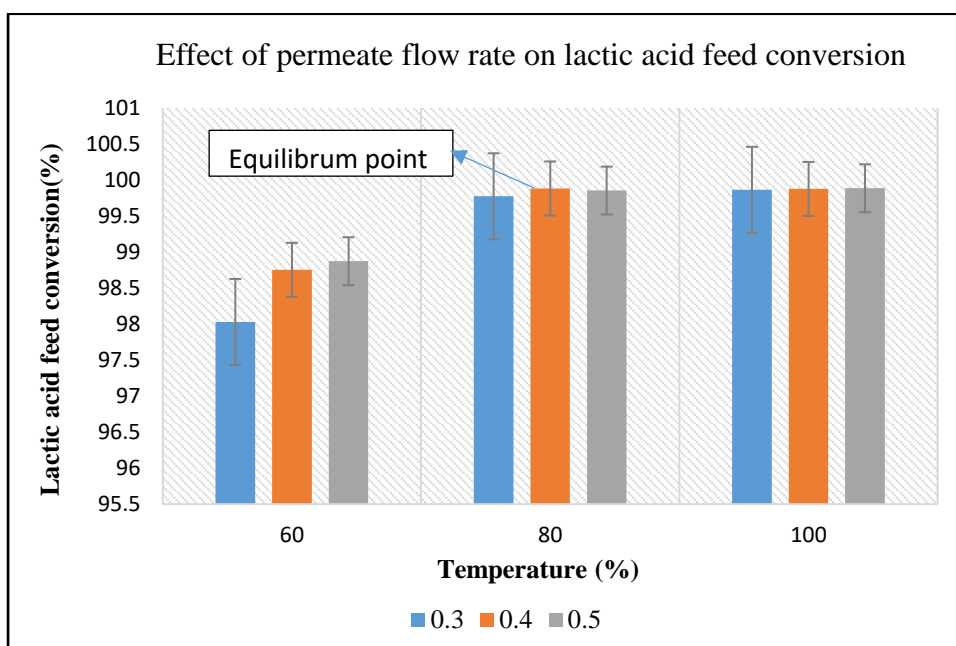 Effect of permeate flow rate on lactic acid feed conversion
Lactic acid feed conversion(%)
101
100.5
100
99.5
99
98.5
98
97.5
97
96.5
96
95.5
Equilibrum point
60 80 100
Temperature (%)
0.3 0.4 0.5